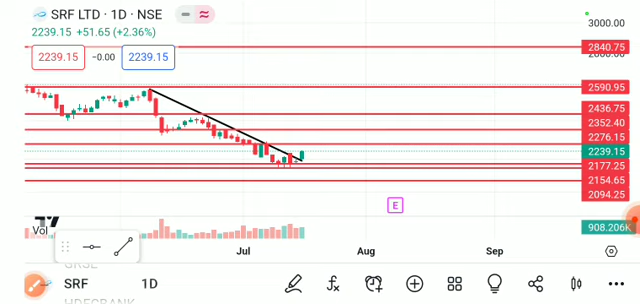 SRF LTD · 1D · NSE
2239.15 +51.65 (+2.36%)
2239.15 −0.00 2239.15
3000.00
2840.75
2590.95
2436.75
2352.40
2276.15
2239.15
2177.25
2154.65
2094.25
E
Vol
908.206K
Jul Aug Sep
SRF 1D
HDFCBANK